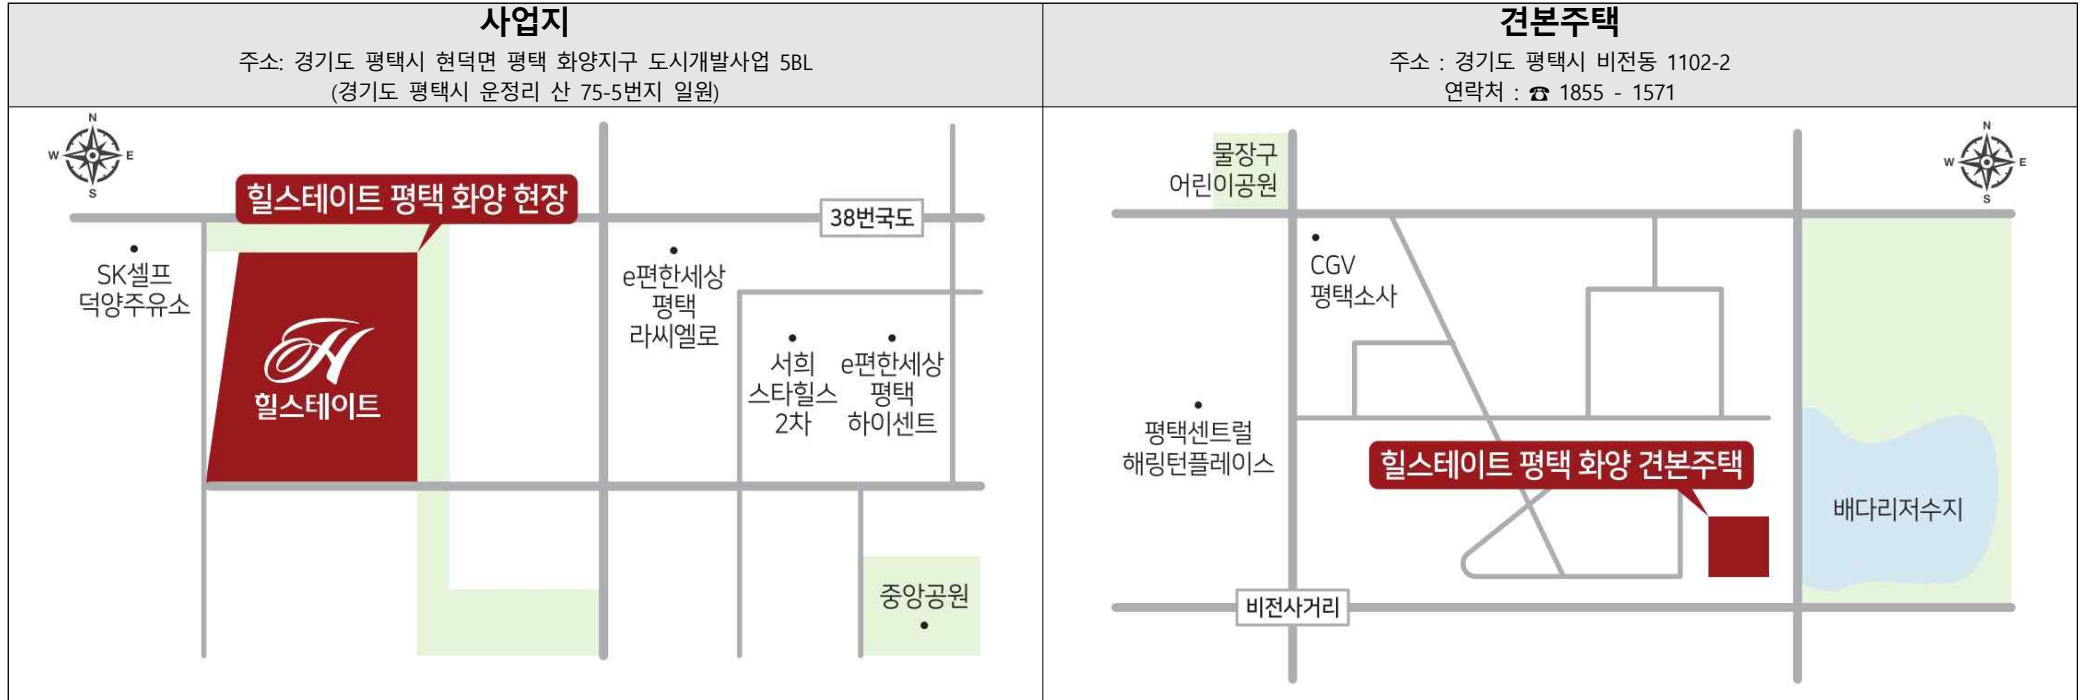 사업지
주소: 경기도 평택시 현덕면 평택 화양지구 도시개발사업 5BL
(경기도 평택시 운정리 산 75-5번지 일원)
N
W
E
S
힐스테이트 평택 화양 현장
38번국도
SK셀프
덕양주유소
e편한세상
평택
라씨엘로
서희
스타힐스
2차
e편한세상
평택
하이센트
H
힐스테이트
중앙공원
견본주택
주소 : 경기도 평택시 비전동 1102-2
연락처 : ☎ 1855 - 1571
N
W
E
S
물장구
어린이공원
CGV
평택소사
평택센트럴
해링턴플레이스
힐스테이트 평택 화양 견본주택
배다리저수지
비전사거리